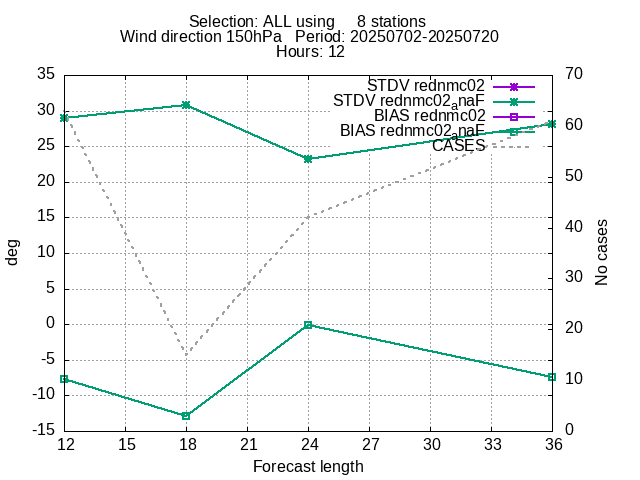 Selection: ALL using 8 stations
Wind direction 150hPa Period: 20250702-20250720
Hours: 12
35
30
25
20
15
10
5
0
-5
-10
-15
70
60
50
40
30
20
10
0
STDV rednmc02
STDV rednmc02_anaF
BIAS rednmc02
BIAS rednmc02_anaF
CASES
deg
No cases
12 15 18 21 24 27 30 33 36
Forecast length